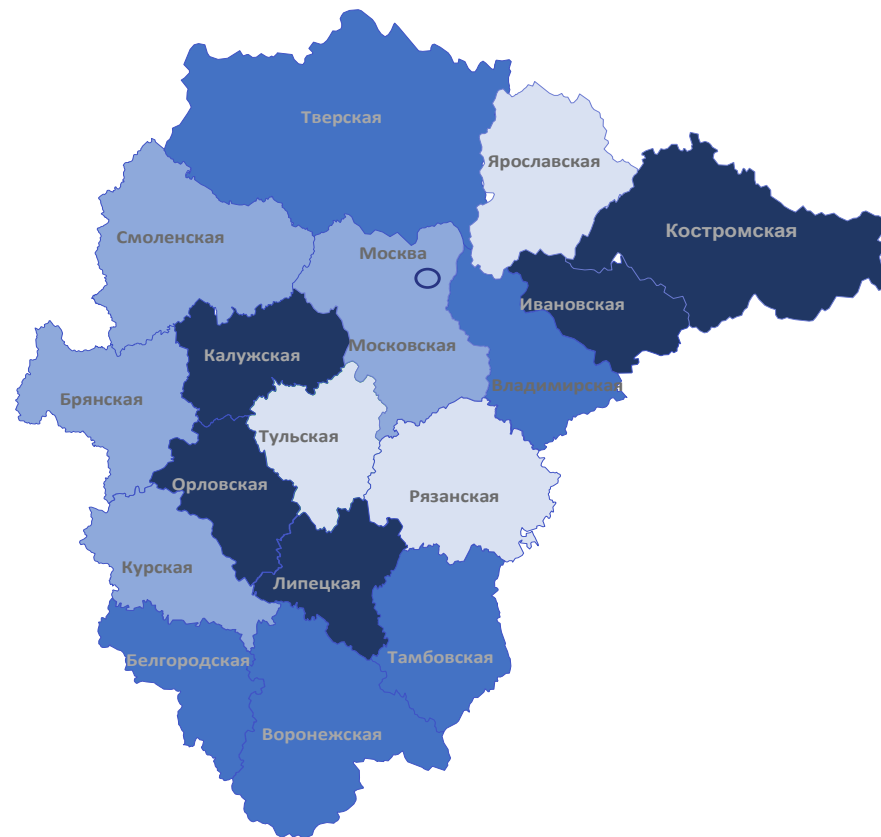 Тверская
Ярославская
Костромская
Смоленская
Москва
Ивановская
Калужская
Московская
Владимирская
Брянская
Тульская
Орловская
Рязанская
Курская
Липецкая
Белгородская
Тамбовская
Воронежская